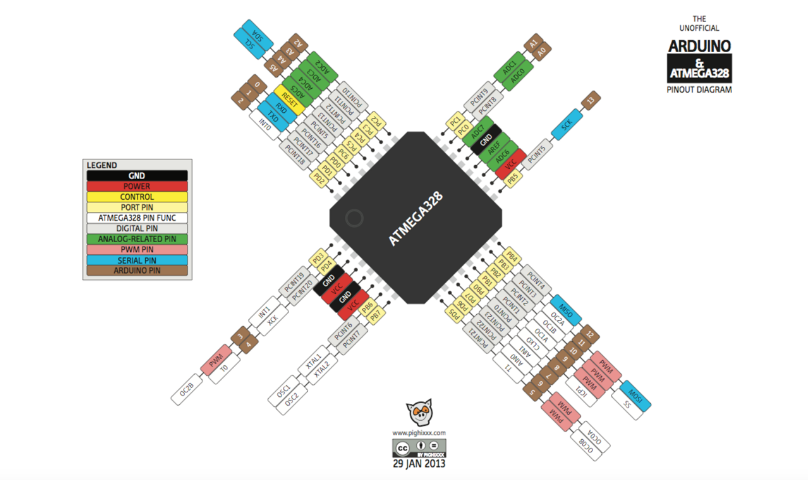 THE
UNOFFICIAL
ARDUINO
&
ATMEGA328
PINOUT DIAGRAM
SDA
SCL
A2
A3
A4
A5
ADC2
ADC3
ADC4
ADC5
RESET
RXD
TXD
INT0
0
1
2
PCINT10
PCINT11
PCINT12
PCINT13
PCINT14
PCINT16
PCINT17
PCINT18
PC2
PC3
PC4
PC5
PC6
PD0
PD1
PD2
A1
A0
ADC1
ADC0
PCINT9
PCINT8
PC1
PC0
ADC7
GND
AREF
ADC6
VCC
PB5
PCINT5
SCK
13
ATMEGA328
LEGEND
GND
POWER
CONTROL
PORT PIN
ATMEGA328 PIN FUNC
DIGITAL PIN
ANALOG-RELATED PIN
PWM PIN
SERIAL PIN
ARDUINO PIN
PD3
PD4
GND
VCC
GND
VCC
PB6
PB7
PCINT19
PCINT20
INT1
XCK
3
4
PWM
T0
OC2B
PCINT6
PCINT7
XTAL1
XTAL2
OSC1
OSC2
PB4
PB3
PB2
PB1
PB0
PD7
PD6
PD5
PCINT4
PCINT3
PCINT2
PCINT1
PCINT0
PCINT23
PCINT22
PCINT21
MISO
OC2A
OC1B
OC1A
CLKO
AIN1
AIN0
T1
12
11
10
9
8
7
6
5
PWM
PWM
PWM
ICP1
PWM
PWM
MOSI
SS
OC0A
OC0B
www.pighixxx.com
cc
BY PIGHIXXX
29 JAN 2013